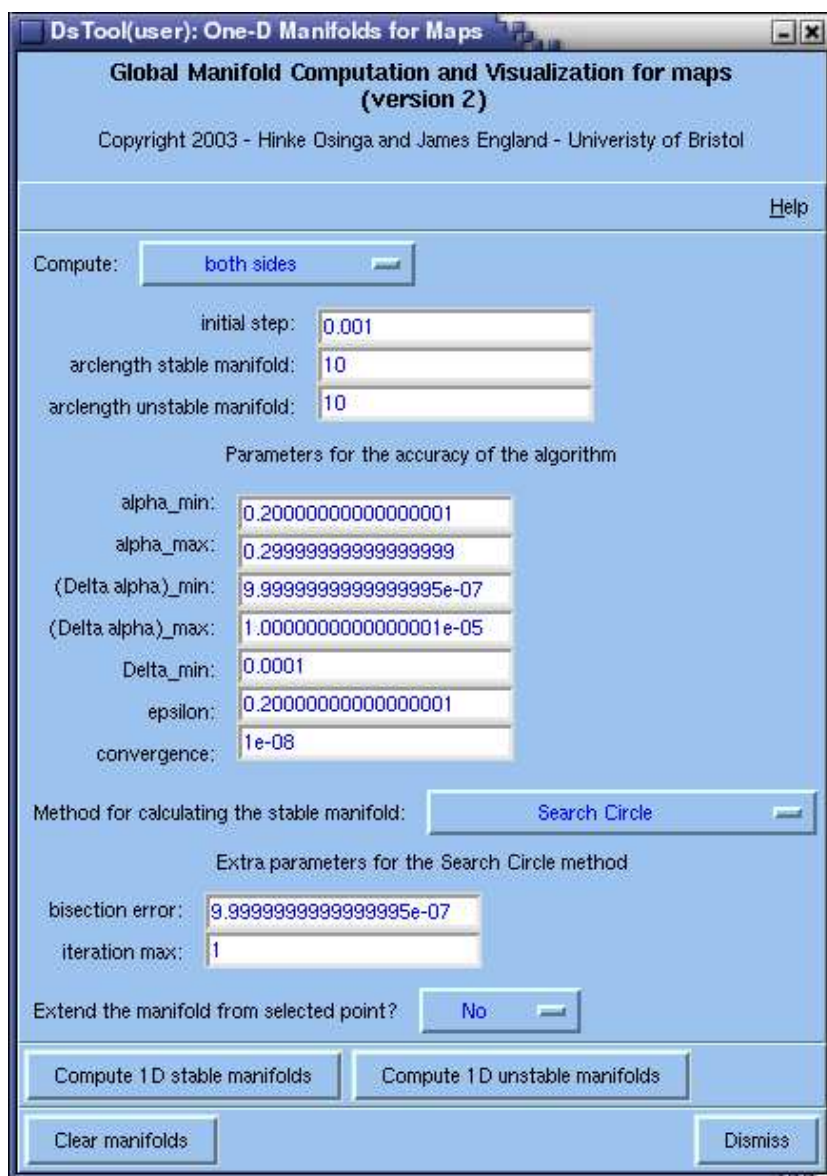 DsTool(user): One-D Manifolds for Maps
Global Manifold Computation and Visualization for maps
(version 2)
Copyright 2003 - Hinke Osinga and James England - Univeristy of Bristol
Help
Compute: both sides
initial step: 0.001
arclength stable manifold: 10
arclength unstable manifold: 10
Parameters for the accuracy of the algorithm
alpha_min: 0.20000000000000001
alpha_max: 0.29999999999999999
(Delta alpha)_min: 9.9999999999999995e-07
(Delta alpha)_max: 1.0000000000000001e-05
Delta_min: 0.0001
epsilon: 0.20000000000000001
convergence: 1e-08
Method for calculating the stable manifold: Search Circle
Extra parameters for the Search Circle method
bisection error: 9.9999999999999995e-07
iteration max: 1
Extend the manifold from selected point? No
Compute 1D stable manifolds Compute 1D unstable manifolds
Clear manifolds Dismiss